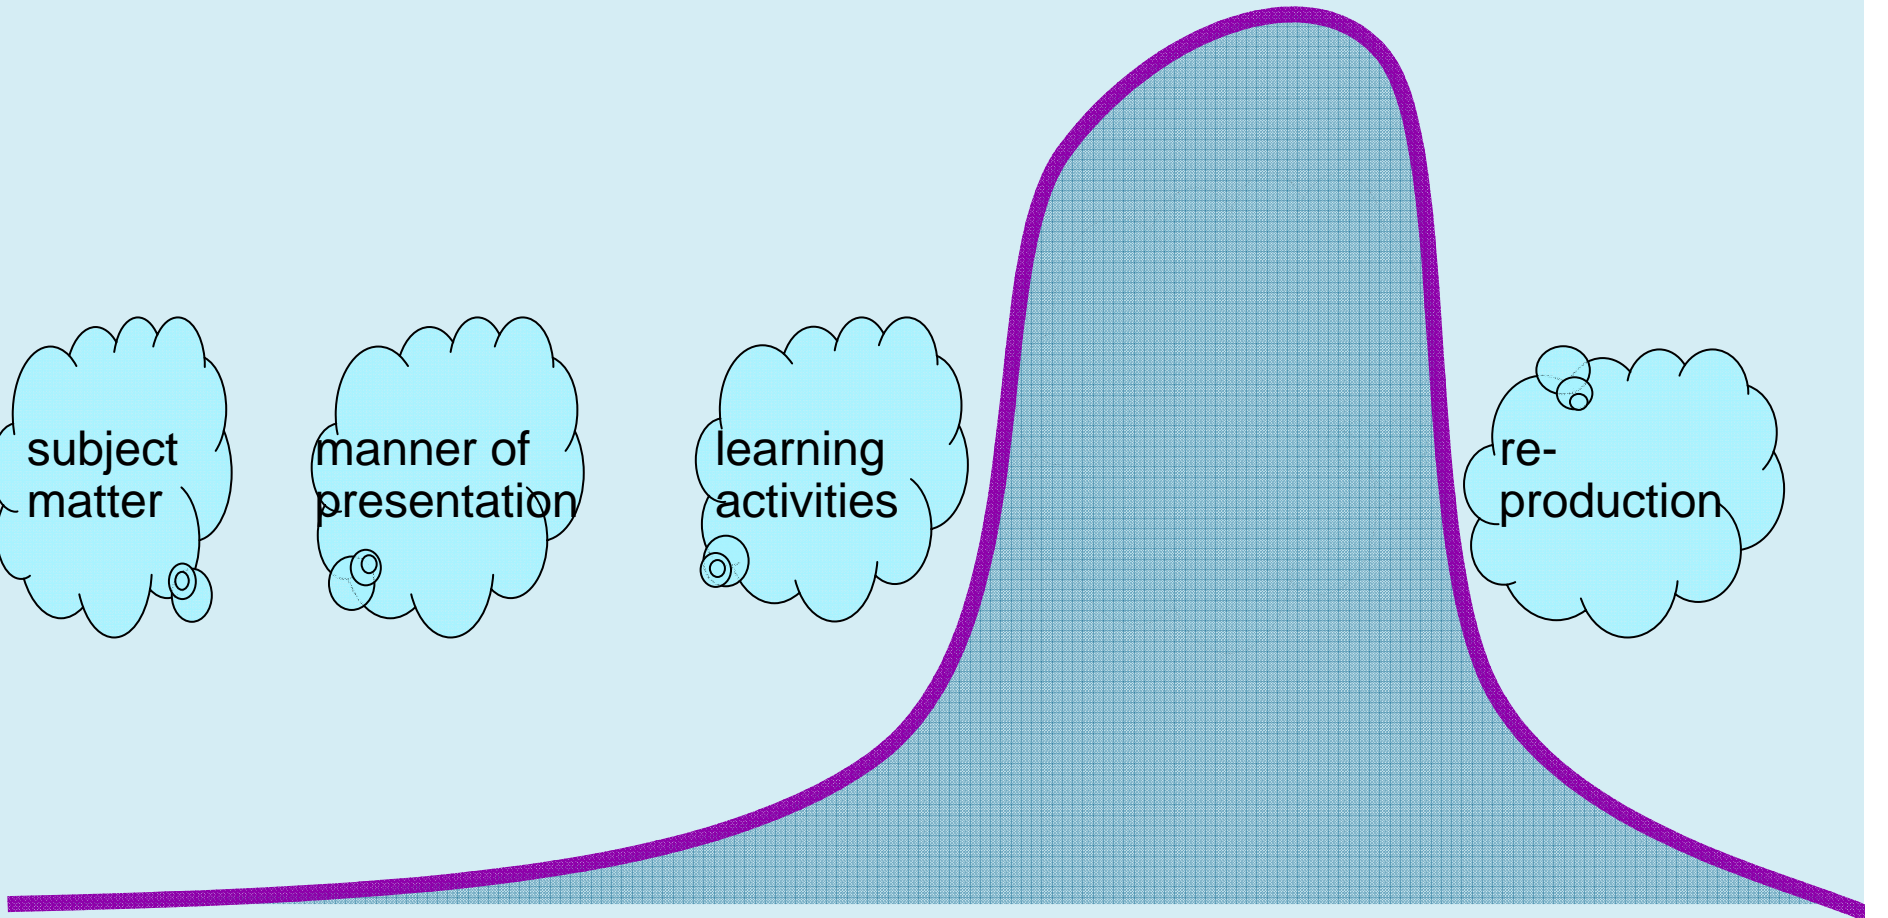 subject
matter
manner of
presentation
learning
activities
re-
production